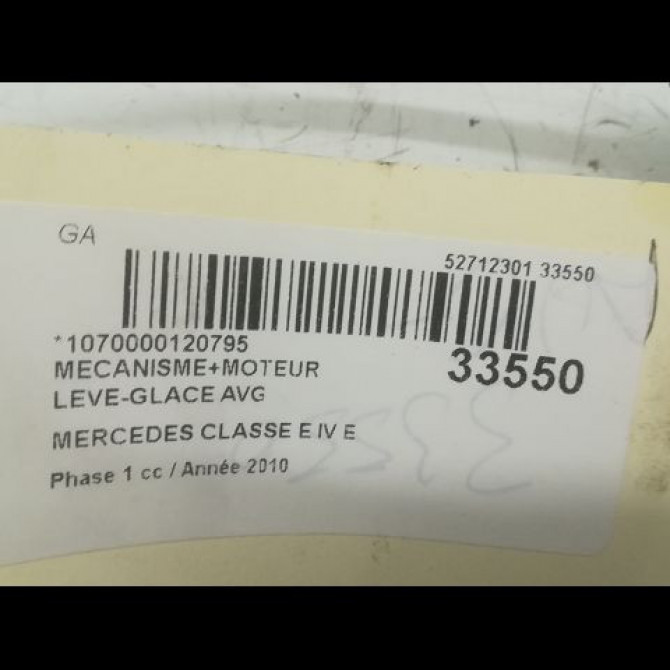 GA
52712301 33550
*1070000120795
33550
MECANISME+MOTEUR
LEVE-GLACE AVG
MERCEDES CLASSE E IV E
Phase 1 cc / Année 2010